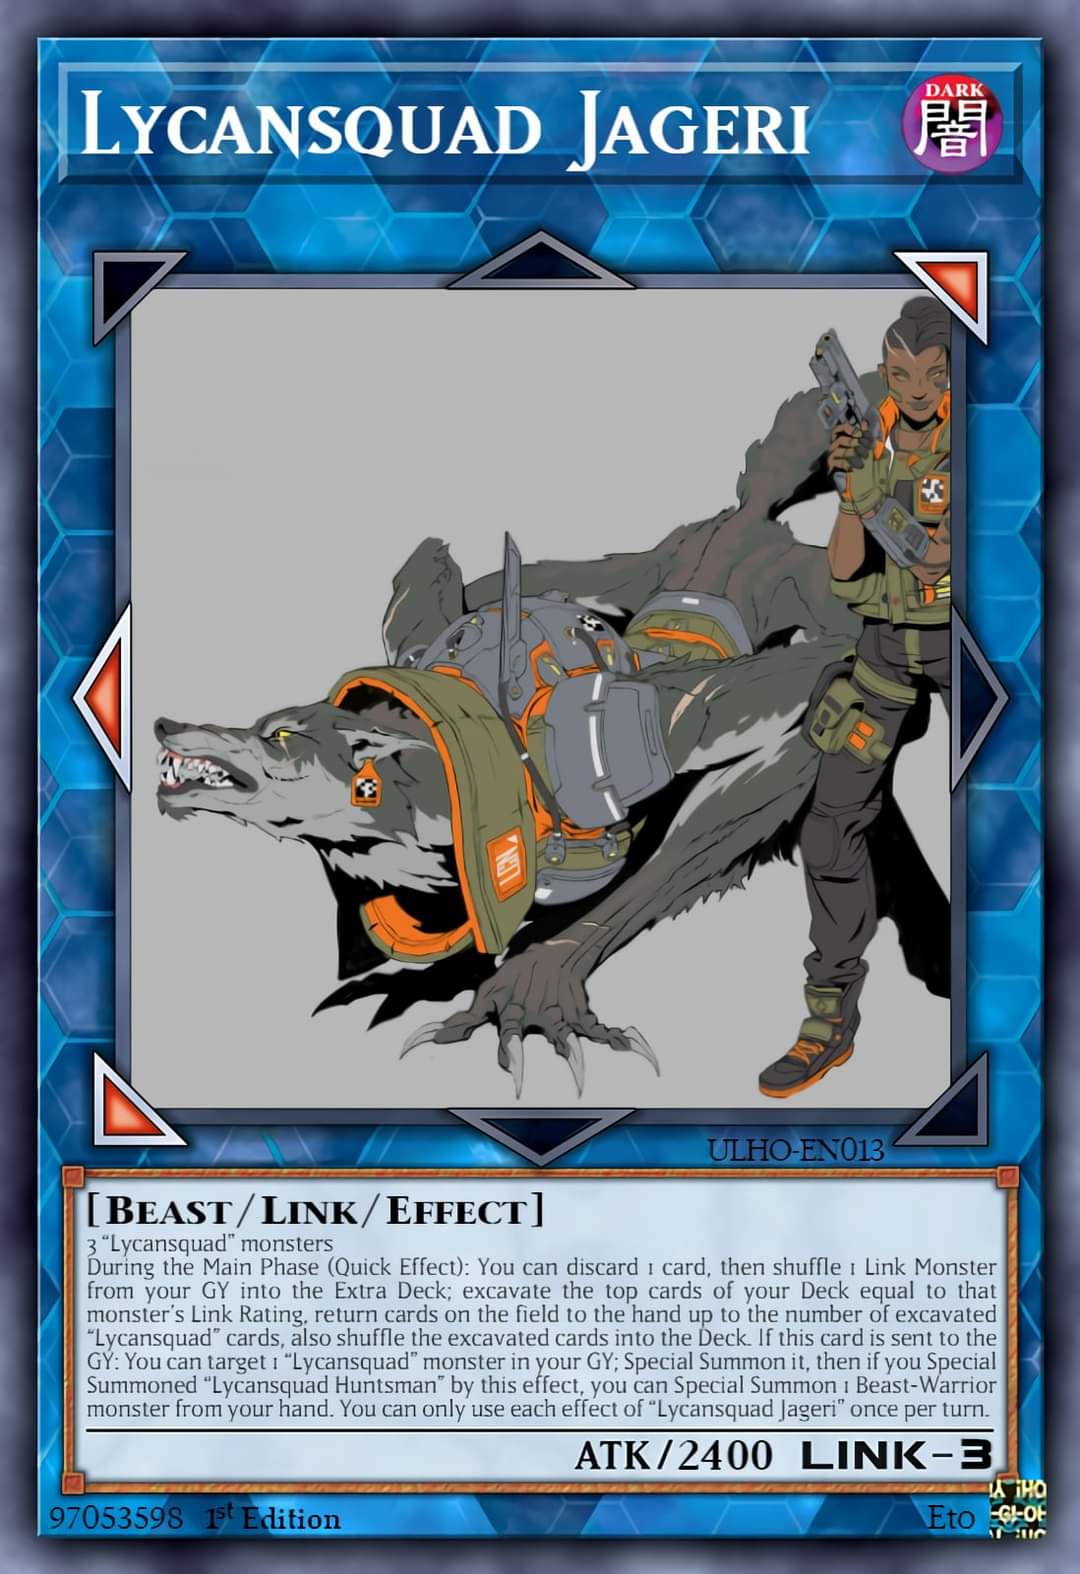 LYCANSQUAD JAGERI
DARK
闇
ULHO-EN013
[BEAST/LINK/EFFECT]
3 “Lycansquad” monsters
During the Main Phase (Quick Effect): You can discard 1 card, then shuffle 1 Link Monster
from your GY into the Extra Deck; excavate the top cards of your Deck equal to that
monster’s Link Rating, return cards on the field to the hand up to the number of excavated
“Lycansquad” cards, also shuffle the excavated cards into the Deck. If this card is sent to the
GY: You can target 1 “Lycansquad” monster in your GY; Special Summon it, then if you Special
Summoned “Lycansquad Huntsman” by this effect, you can Special Summon 1 Beast-Warrior
monster from your hand. You can only use each effect of “Lycansquad Jageri” once per turn.
ATK/2400 LINK-3
97053598 1st Edition Eto